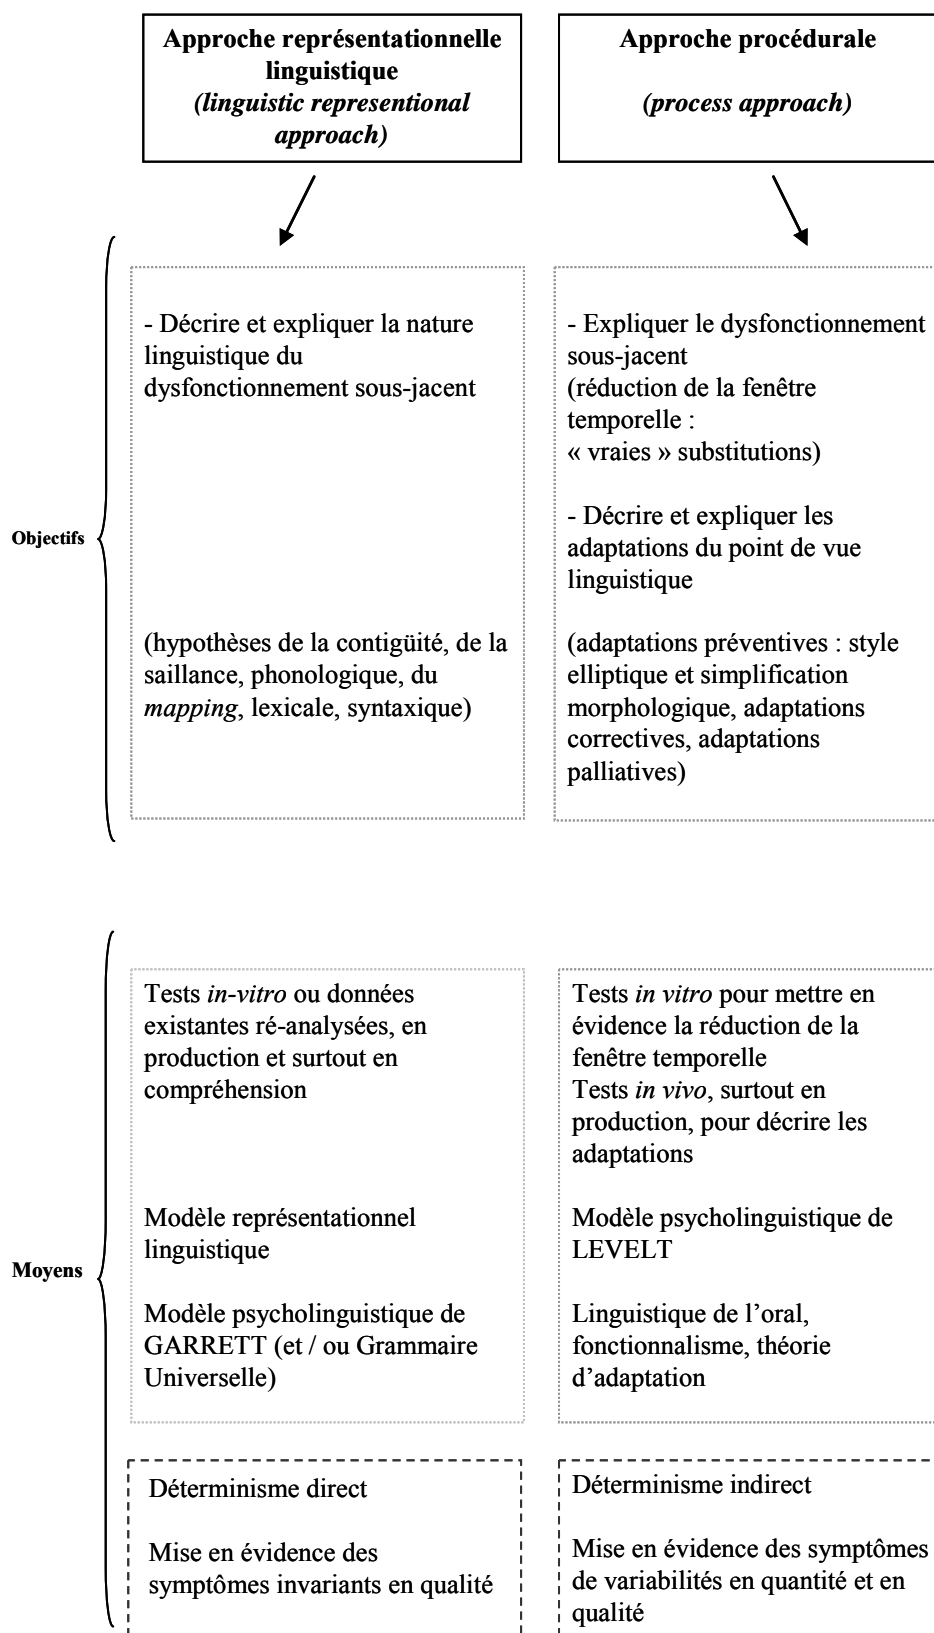 Approche représentationnelle
linguistique
(linguistic representional
approach)
Approche procédurale
(process approach)
Objectifs
- Décrire et expliquer la nature
linguistique du
dysfonctionnement sous-jacent
(hypothèses de la contigüité, de la
saillance, phonologique, du
mapping, lexicale, syntaxique)
- Expliquer le dysfonctionnement
sous-jacent
(réduction de la fenêtre
temporelle :
« vraies » substitutions)
- Décrire et expliquer les
adaptations du point de vue
linguistique
(adaptations préventives : style
elliptique et simplification
morphologique, adaptations
correctives, adaptations
palliatives)
Moyens
Tests in-vitro ou données
existantes ré-analysées, en
production et surtout en
compréhension
Modèle représentationnel
linguistique
Modèle psycholinguistique de
GARRETT (et / ou Grammaire
Universelle)
Tests in vitro pour mettre en
évidence la réduction de la
fenêtre temporelle
Tests in vivo, surtout en
production, pour décrire les
adaptations
Modèle psycholinguistique de
LEVELT
Linguistique de l’oral,
fonctionnalisme, théorie
d’adaptation
Déterminisme direct
Mise en évidence des
symptômes invariants en qualité
Déterminisme indirect
Mise en évidence des symptômes
de variabilités en quantité et en
qualité